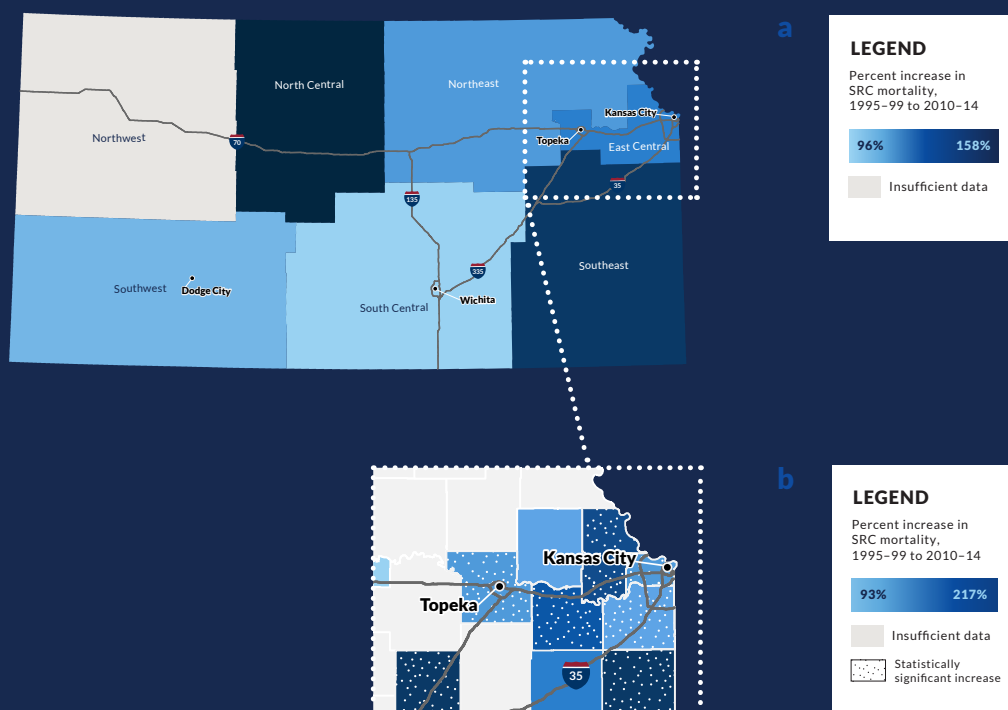 a
LEGEND
Percent increase in
SRC mortality,
1995–99 to 2010–14
96% 158%
Insufficient data
North Central
Northeast
Northwest
70
Kansas City
Topeka
East Central
35
135
Southeast
335
Southwest
Dodge City
South Central
Wichita
b
LEGEND
Percent increase in
SRC mortality,
1995–99 to 2010–14
93% 217%
Insufficient data
Statistically
significant increase
Kansas City
Topeka
35